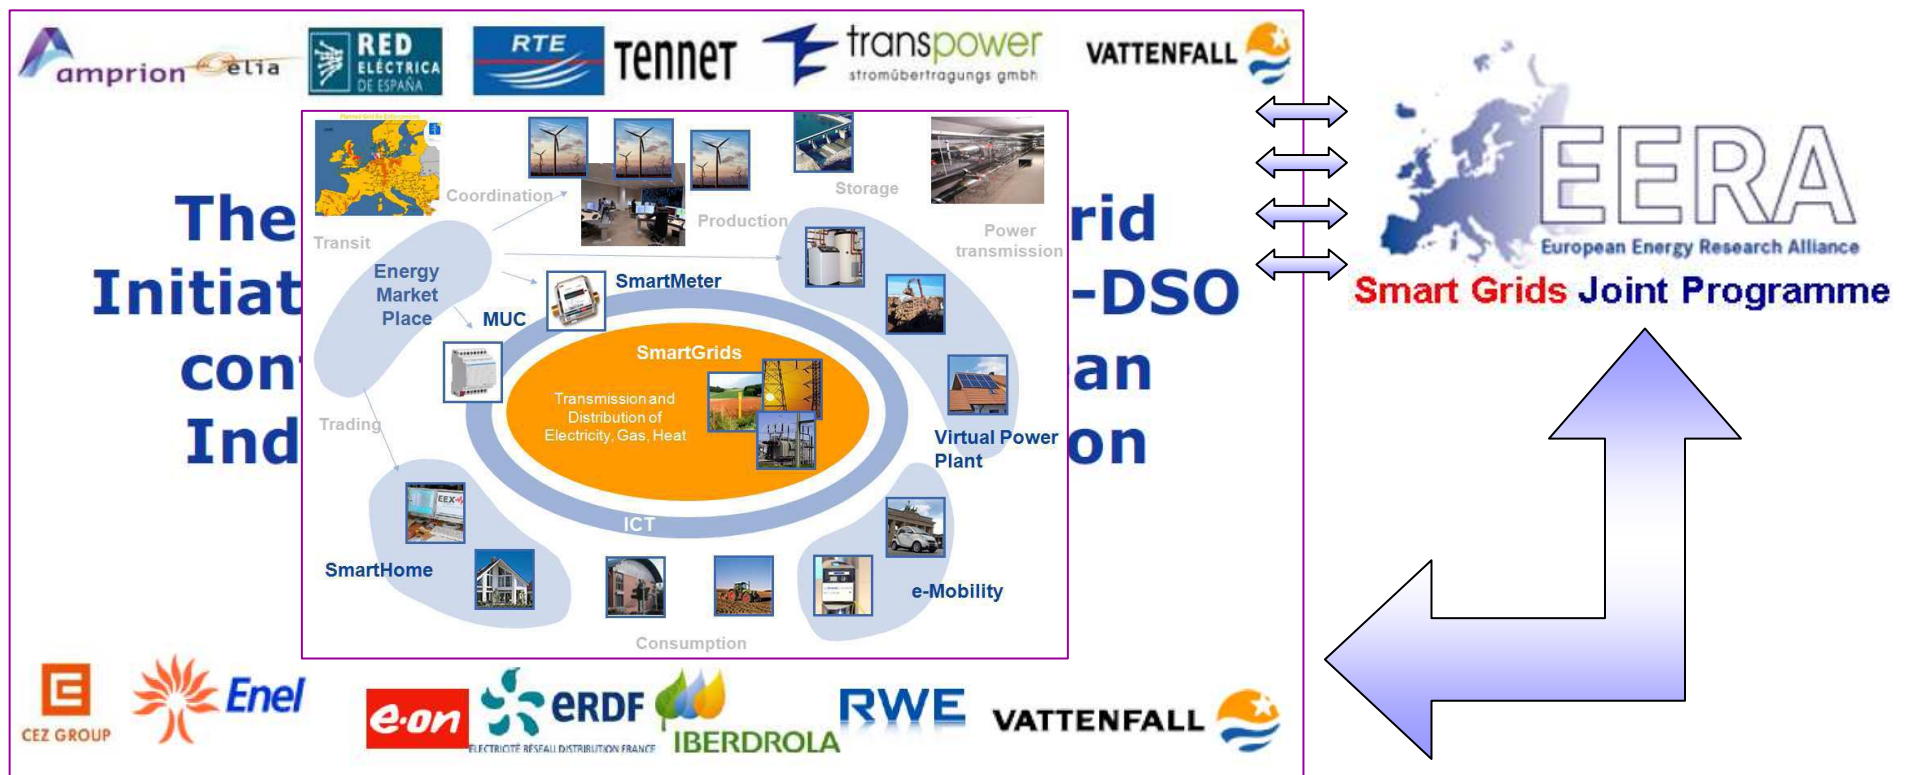 amprion
elia
RED
ELÉCTRICA
DE ESPAÑA
RTE
TenneT
transpower
stromübertragungs gmbh
VATTENFALL
Coordination
Storage
Production
Power
transmission
Transit
Energy
Market
Place
SmartMeter
MUC
SmartGrids
Transmission and
Distribution of
Electricity, Gas, Heat
Trading
Virtual Power
Plant
EEX
ICT
SmartHome
e-Mobility
Consumption
The rid
Initiat -DSO
con an
Ind on
EERA
European Energy Research Alliance
Smart Grids Joint Programme
CEZ GROUP
Enel
e·on
eRDF
ELECTRICITÉ RÉSEAU DISTRIBUTION FRANCE
IBERDROLA
RWE
VATTENFALL